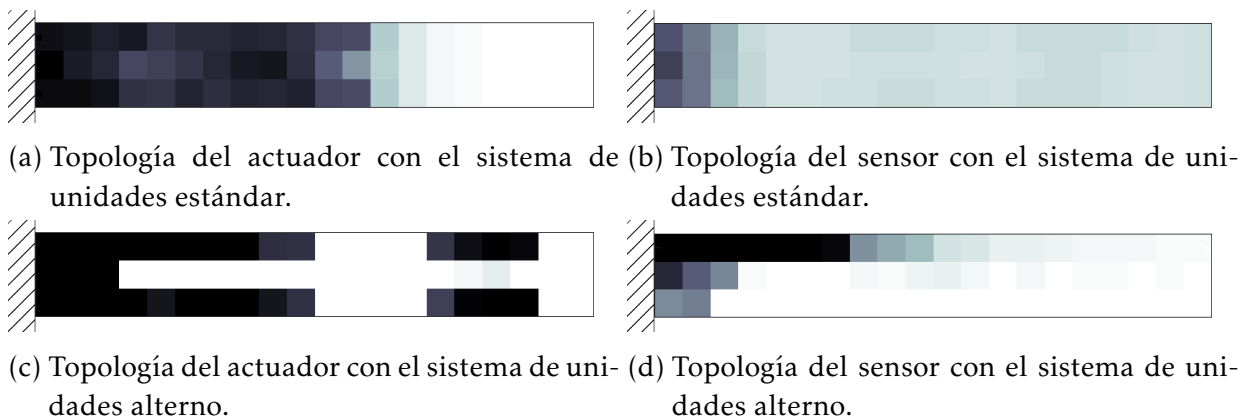 (a) Topología del actuador con el sistema de
unidades estándar.
(b) Topología del sensor con el sistema de uni-
dades estándar.
(c) Topología del actuador con el sistema de uni-
dades alterno.
(d) Topología del sensor con el sistema de uni-
dades alterno.